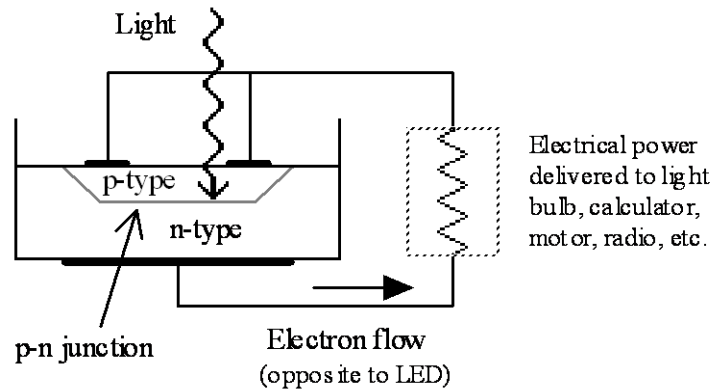 Light
p-type
n-type
p-n junction
Electrical power
delivered to light
bulb, calculator,
motor, radio, etc.
Electron flow
(opposite to LED)